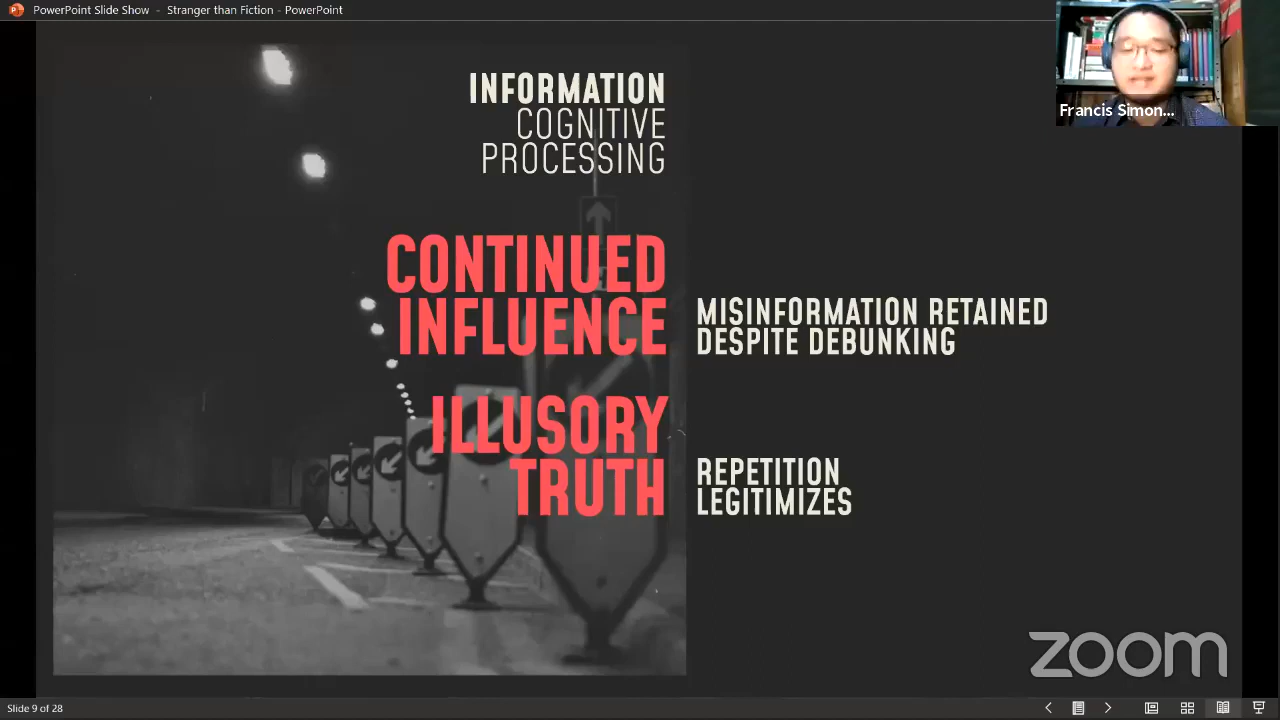 PowerPoint Slide Show - Stranger than Fiction - PowerPoint
Francis Simon...
INFORMATION
COGNITIVE
PROCESSING
CONTINUED
INFLUENCE
MISINFORMATION RETAINED
DESPITE DEBUNKING
ILLUSORY
TRUTH
REPETITION
LEGITIMIZES
zoom
Slide 9 of 28